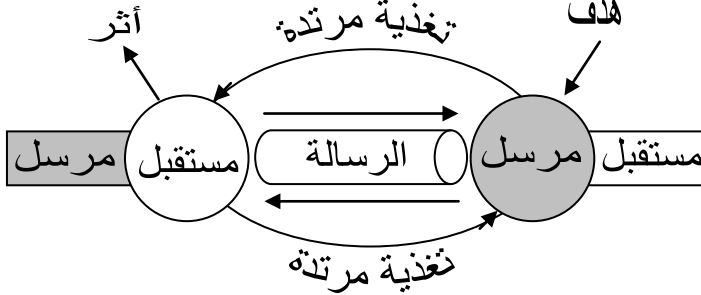 هدف
أثر
تغذية مرتدة
مستقبل
مرسل
الرسالة
مستقبل
مرسل
تغذية مرتدة